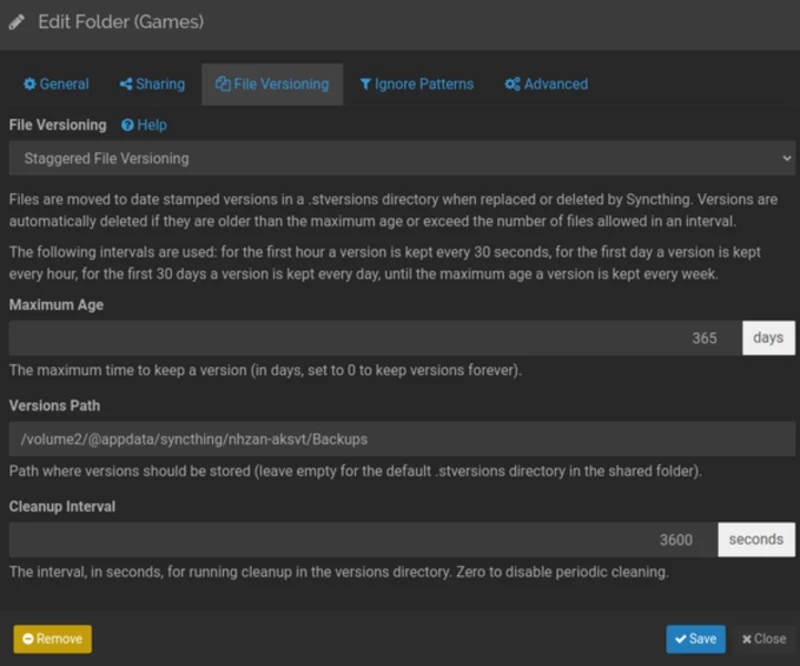 Edit Folder (Games)
General Sharing File Versioning Ignore Patterns Advanced
File Versioning Help
Staggered File Versioning
Files are moved to date stamped versions in a .stversions directory when replaced or deleted by Syncthing. Versions are
automatically deleted if they are older than the maximum age or exceed the number of files allowed in an interval.
The following intervals are used: for the first hour a version is kept every 30 seconds, for the first day a version is kept
every hour, for the first 30 days a version is kept every day, until the maximum age a version is kept every week.
Maximum Age
365 days
The maximum time to keep a version (in days, set to 0 to keep versions forever).
Versions Path
/volume2/@appdata/syncthing/nhzan-aksvt/Backups
Path where versions should be stored (leave empty for the default .stversions directory in the shared folder).
Cleanup Interval
3600 seconds
The interval, in seconds, for running cleanup in the versions directory. Zero to disable periodic cleaning.
Remove Save Close